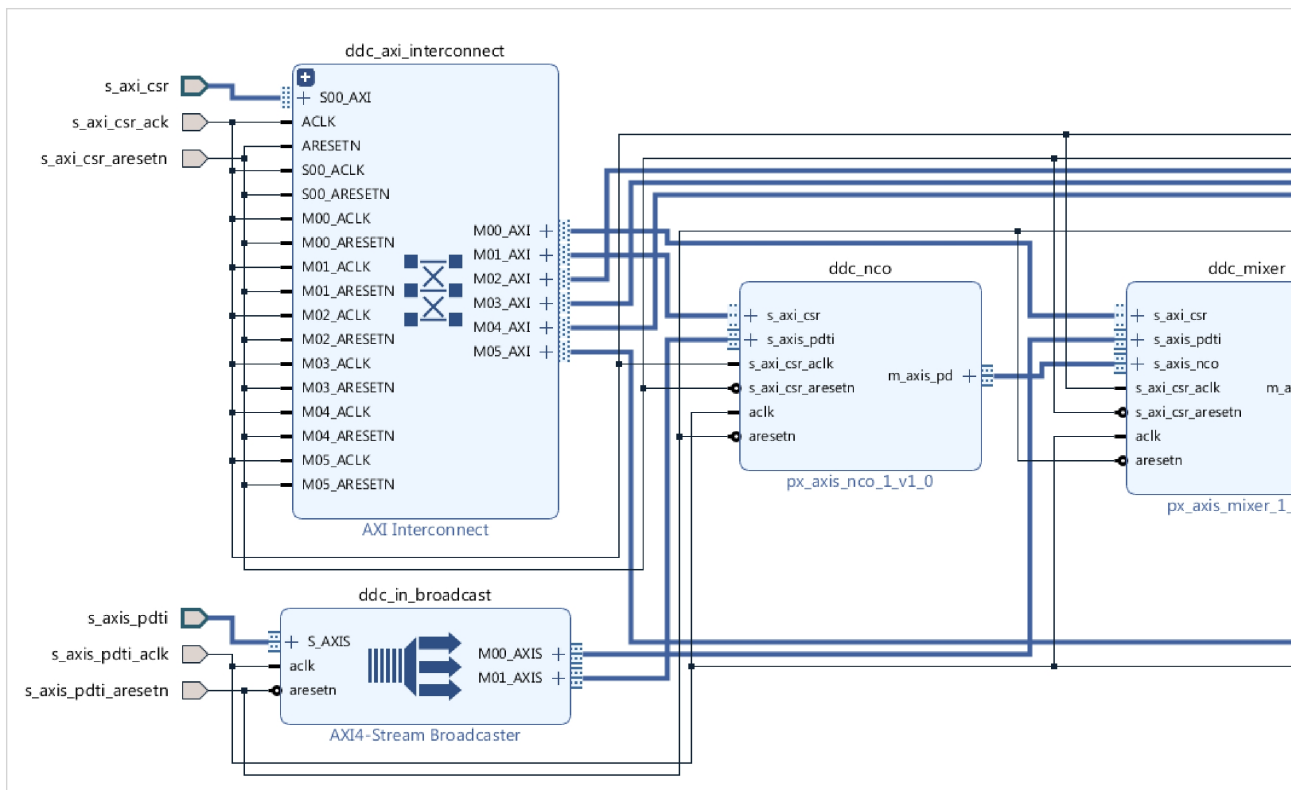 ddc_axi_interconnect
s_axi_csr
s_axi_csr_ack
s_axi_csr_aresetn
S00_AXI
ACLK
ARESETN
S00_ACLK
S00_ARESETN
M00_ACLK
M00_ARESETN
M01_ACLK
M01_ARESETN
M02_ACLK
M02_ARESETN
M03_ACLK
M03_ARESETN
M04_ACLK
M04_ARESETN
M05_ACLK
M05_ARESETN
M00_AXI
M01_AXI
M02_AXI
M03_AXI
M04_AXI
M05_AXI
AXI Interconnect
ddc_nco
s_axi_csr
s_axis_pdti
s_axi_csr_aclk
s_axi_csr_aresetn
aclk
aresetn
m_axis_pd
px_axis_nco_1_v1_0
ddc_mixer
s_axi_csr
s_axis_pdti
s_axis_nco
s_axi_csr_aclk
s_axi_csr_aresetn
aclk
aresetn
m_a
px_axis_mixer_1_
ddc_in_broadcast
s_axis_pdti
s_axis_pdti_aclk
s_axis_pdti_aresetn
S_AXIS
aclk
aresetn
M00_AXIS
M01_AXIS
AXI4-Stream Broadcaster